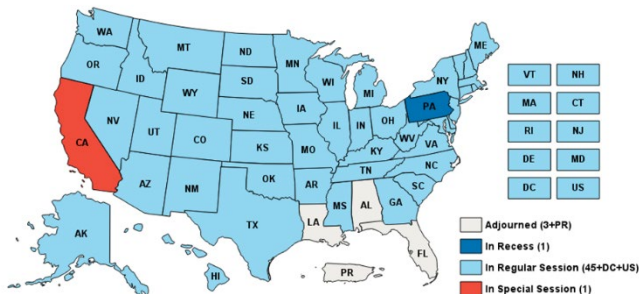 WA
MT
ND
ME
OR
MN
ID
SD
WI
NY
VT
NH
WY
MI
IA
PA
MA
CT
NE
NV
OH
IL
IN
RI
NJ
UT
CO
WV
CA
KS
MO
VA
KY
DE
MD
NC
TN
OK
AZ
NM
AR
SC
DC
US
MS
AL
GA
LA
TX
AK
FL
HI
PR
Adjourned (3+PR)
In Recess (1)
In Regular Session (45+DC+US)
In Special Session (1)